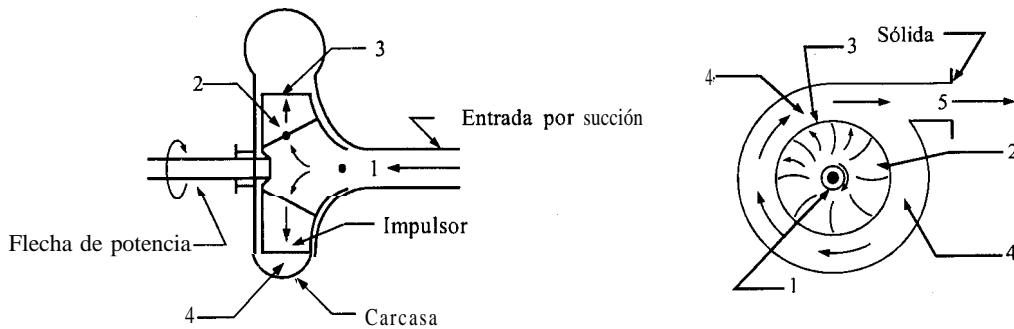 3
2
Entrada por succión
1
Impulsor
Flecha de potencia
4
Carcasa
Sólida
3
4
5
2
4
1